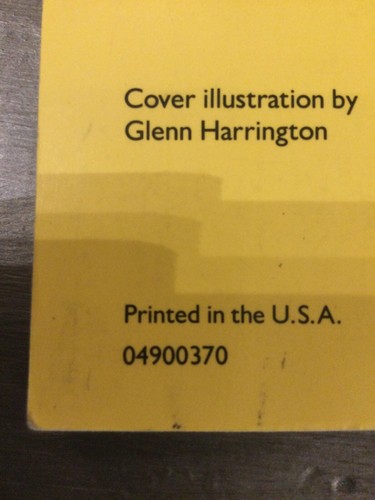 Cover illustration by
Glenn Harrington
Printed in the U.S.A.
04900370